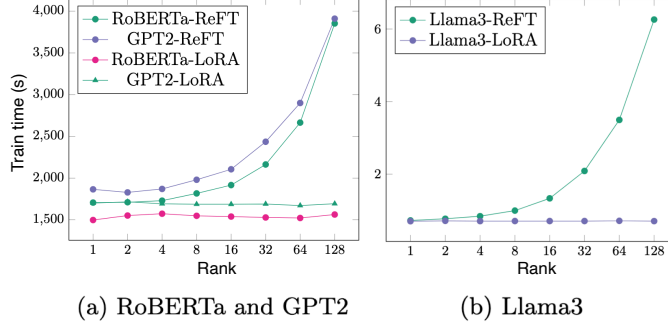 4,000
3,500
3,000
2,500
2,000
1,500
Train time (s)
RoBERTa-ReFT
GPT2-ReFT
RoBERTa-LoRA
GPT2-LoRA
1 2 4 8 16 32 64 128
Rank
(a) RoBERTa and GPT2
6
4
2
Llama3-ReFT
Llama3-LoRA
1 2 4 8 16 32 64 128
Rank
(b) Llama3